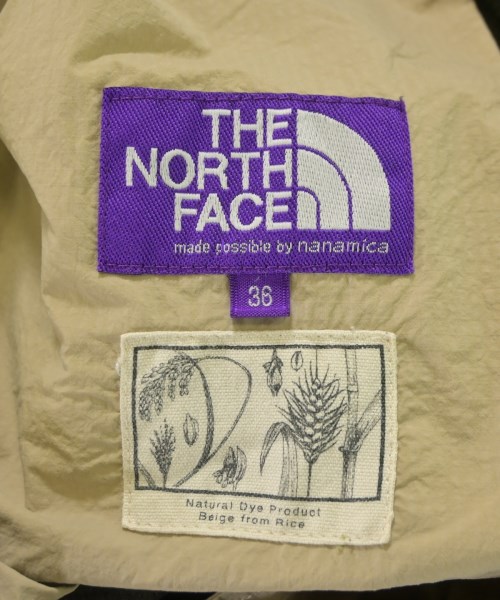 THE
NORTH
FACE
made possible by nanamica
36
Natural Dye Product
Beige from Rice